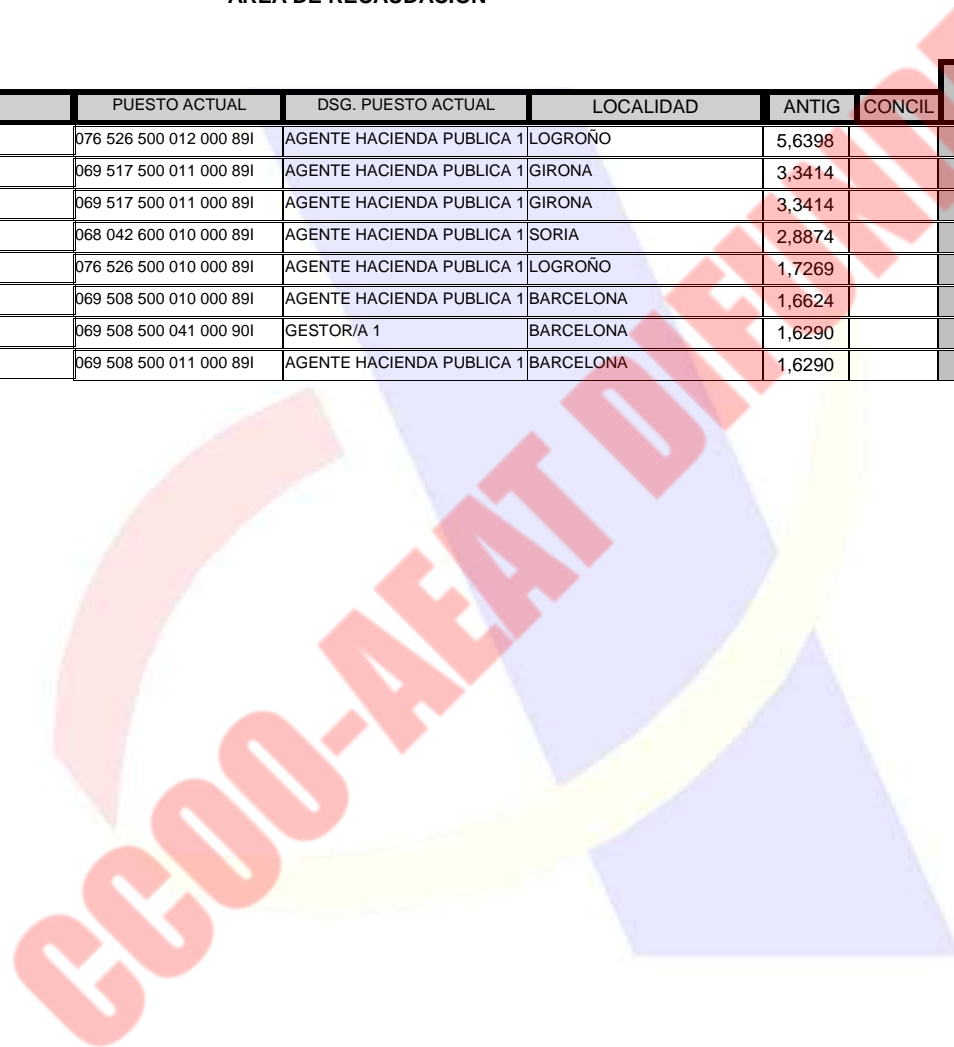 ÁREA DE RECAUDACIÓN
PUESTO ACTUAL DSG. PUESTO ACTUAL LOCALIDAD ANTIG CONCIL
076 526 500 012 000 89I AGENTE HACIENDA PUBLICA 1 LOGROÑO 5,6398
069 517 500 011 000 89I AGENTE HACIENDA PUBLICA 1 GIRONA 3,3414
069 517 500 011 000 89I AGENTE HACIENDA PUBLICA 1 GIRONA 3,3414
068 042 600 010 000 89I AGENTE HACIENDA PUBLICA 1 SORIA 2,8874
076 526 500 010 000 89I AGENTE HACIENDA PUBLICA 1 LOGROÑO 1,7269
069 508 500 010 000 89I AGENTE HACIENDA PUBLICA 1 BARCELONA 1,6624
069 508 500 041 000 90I GESTOR/A 1 BARCELONA 1,6290
069 508 500 011 000 89I AGENTE HACIENDA PUBLICA 1 BARCELONA 1,6290
CCOO-AEAT DIFUND